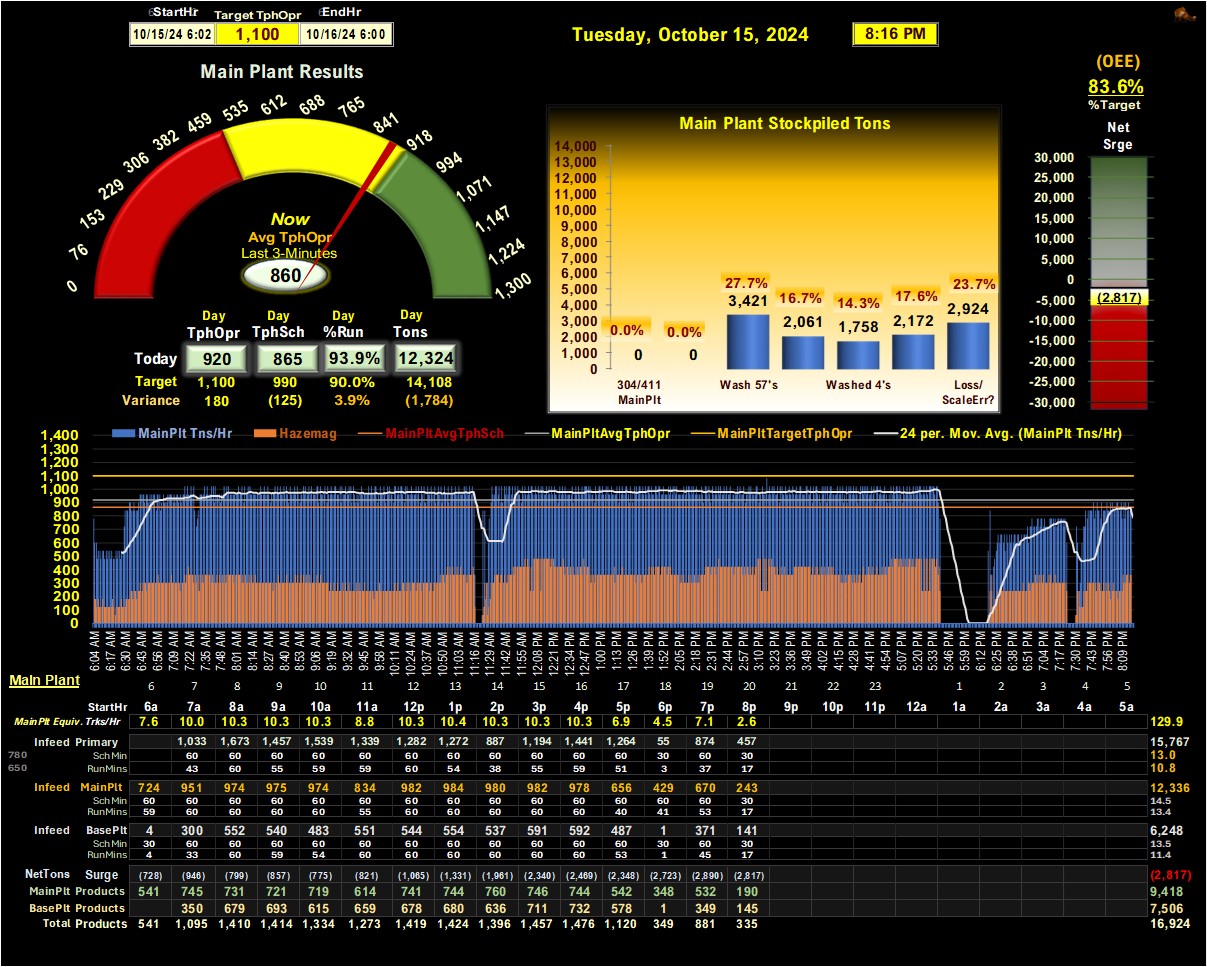 StartHr Target TphOpr EndHr
10/15/24 6:02 1,100 10/16/24 6:00
Tuesday, October 15, 2024 8:16 PM
(OEE)
83.6%
%Target
Main Plant Results
Net
Srge
0 76 153 229 306 382 459 535 612 688 765 841 918 994 1,071 1,147 1,224 1,300
Now
Avg TphOpr
Last 3-Minutes
860
Day Day Day Day
TphOpr TphSch %Run Tons
Today 920 865 93.9% 12,324
Target 1,100 990 90.0% 14,108
Variance 180 (125) 3.9% (1,784)
Main Plant Stockpiled Tons
14,000
13,000
12,000
11,000
10,000
9,000
8,000
7,000
6,000
5,000
4,000
3,000
2,000
1,000
0
0.0% 0.0% 27.7% 16.7% 14.3% 17.6% 23.7%
0 0 3,421 2,061 1,758 2,172 2,924
304/411 Wash 57's Washed 4's Loss/
MainPlt ScaleErr?
30,000
25,000
20,000
15,000
10,000
5,000
0
-5,000
(2,817)
-10,000
-15,000
-20,000
-25,000
-30,000
MainPlt Tns/Hr Hazemag MainPltAvgTphSch MainPltAvgTphOpr MainPltTargetTphOpr 24 per. Mov. Avg. (MainPlt Tns/Hr)
1,400
1,300
1,200
1,100
1,000
900
800
700
600
500
400
300
200
100
0
6:04 AM 6:17 AM 6:30 AM 6:43 AM 6:56 AM 7:09 AM 7:22 AM 7:35 AM 7:48 AM 8:01 AM 8:14 AM 8:27 AM 8:40 AM 8:53 AM 9:06 AM 9:19 AM 9:32 AM 9:45 AM 9:58 AM 10:11 AM 10:24 AM 10:37 AM 10:50 AM 11:03 AM 11:16 AM 11:29 AM 11:42 AM 11:55 AM 12:08 PM 12:21 PM 12:34 PM 12:47 PM 1:01 PM 1:13 PM 1:26 PM 1:39 PM 1:52 PM 2:05 PM 2:18 PM 2:31 PM 2:44 PM 2:57 PM 3:10 PM 3:23 PM 3:36 PM 3:49 PM 4:02 PM 4:15 PM 4:28 PM 4:41 PM 4:54 PM 5:07 PM 5:20 PM 5:33 PM 5:46 PM 5:59 PM 6:12 PM 6:25 PM 6:38 PM 6:51 PM 7:04 PM 7:17 PM 7:30 PM 7:43 PM 7:56 PM 8:09 PM
Main Plant
6 7 8 9 10 11 12 13 14 15 16 17 18 19 20 21 22 23 1 2 3 4 5
StartHr 6a 7a 8a 9a 10a 11a 12p 1p 2p 3p 4p 5p 6p 7p 8p 9p 10p 11p 12a 1a 2a 3a 4a 5a
MainPlt Equiv. Trks/Hr 7.6 10.0 10.3 10.3 10.3 8.8 10.3 10.4 10.3 10.3 10.3 6.9 4.5 7.1 2.6 129.9
Infeed Primary 1,033 1,673 1,457 1,539 1,339 1,282 1,272 887 1,194 1,441 1,264 55 874 457 15,767
780 SchMin 60 60 60 60 60 60 60 60 60 60 60 30 60 30 13.0
650 RunMins 43 60 55 59 59 60 54 38 55 59 51 3 37 17 10.8
Infeed MainPlt 724 951 974 975 974 834 982 984 980 982 978 656 429 670 243 12,336
SchMin 60 60 60 60 60 60 60 60 60 60 60 60 60 60 30 14.5
RunMins 59 60 60 60 60 55 60 60 60 60 60 40 41 53 17 13.4
Infeed BasePlt 4 300 552 540 483 551 544 554 537 591 592 487 1 371 141 6,248
SchMin 30 60 60 60 60 60 60 60 60 60 60 60 30 60 30 13.5
RunMins 4 33 60 59 54 60 60 60 60 60 60 53 1 45 17 11.4
NetTons Surge (728) (946) (799) (857) (775) (821) (1,065) (1,331) (1,961) (2,340) (2,469) (2,348) (2,723) (2,890) (2,817) (2,817)
MainPlt Products 541 745 731 721 719 614 741 744 760 746 744 542 348 532 190 9,418
BasePlt Products 350 679 693 615 659 678 680 636 711 732 578 1 349 145 7,506
Total Products 541 1,095 1,410 1,414 1,334 1,273 1,419 1,424 1,396 1,457 1,476 1,120 349 881 335 16,924